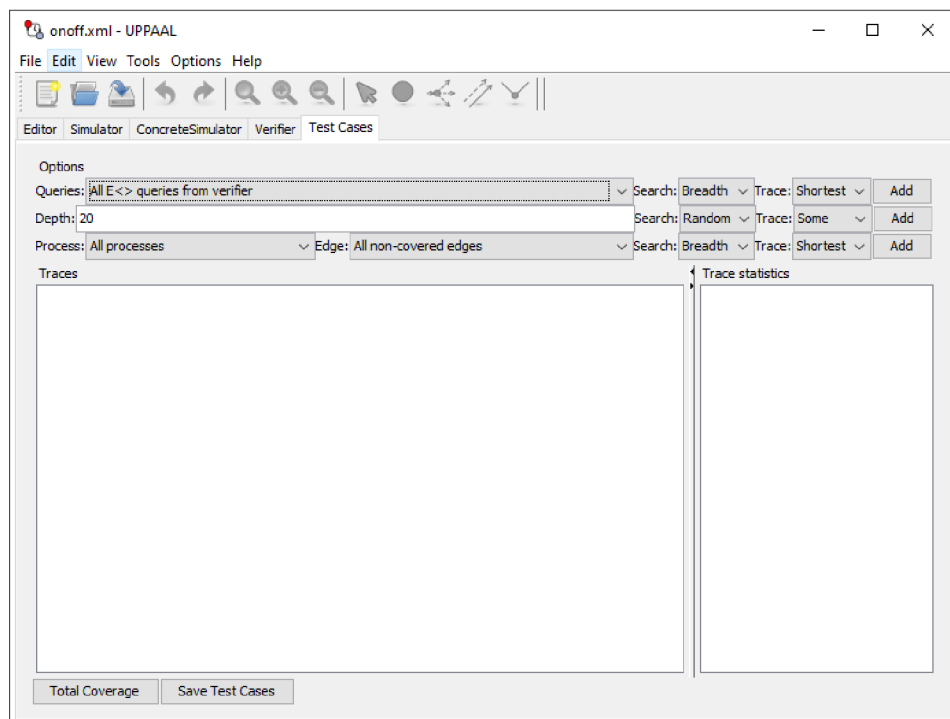 onoff.xml - UPPAAL
File Edit View Tools Options Help
Editor Simulator ConcreteSimulator Verifier Test Cases
Options
Queries: All E<> queries from verifier Search: Breadth Trace: Shortest Add
Depth: 20 Search: Random Trace: Some Add
Process: All processes Edge: All non-covered edges Search: Breadth Trace: Shortest Add
Traces Trace statistics
Total Coverage Save Test Cases